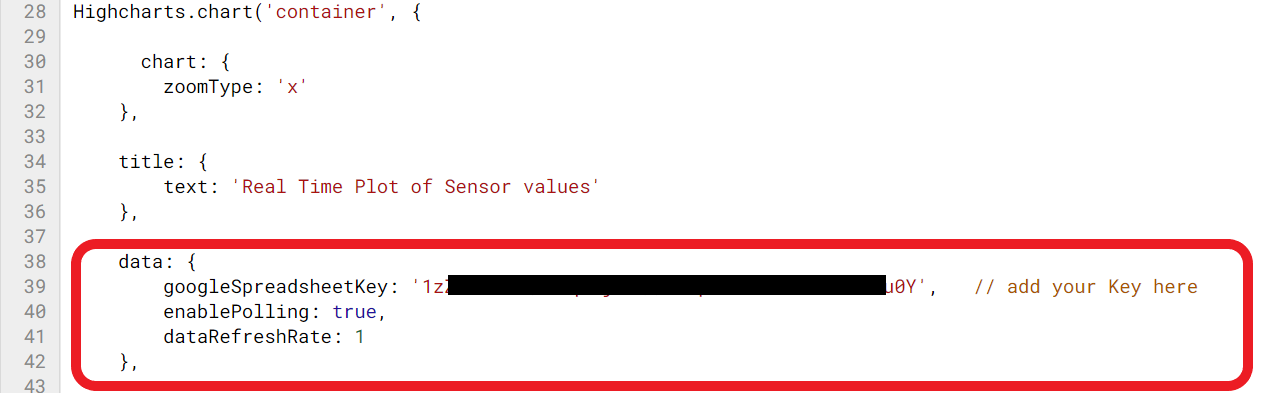 28 Highcharts.chart('container', {
29
30 chart: {
31 zoomType: 'x'
32 },
33
34 title: {
35 text: 'Real Time Plot of Sensor values'
36 },
37
38 data: {
39 googleSpreadsheetKey: '1z u0Y', // add your Key here
40 enablePolling: true,
41 dataRefreshRate: 1
42 },
43